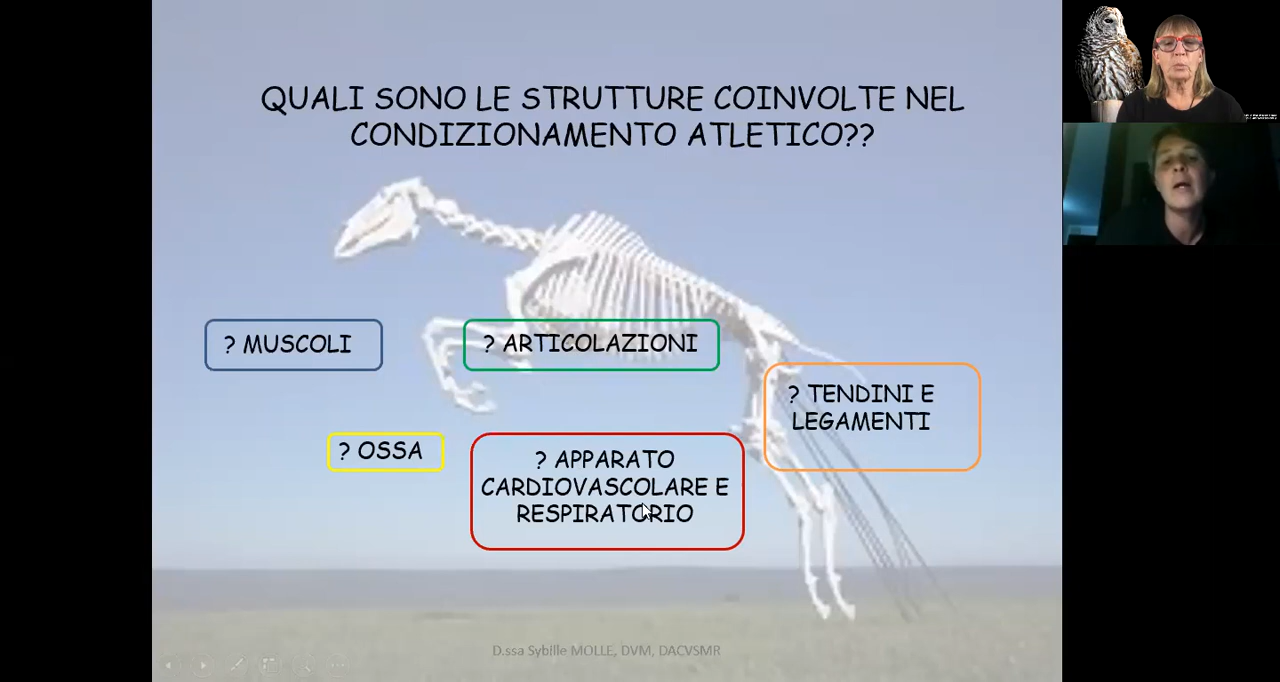 QUALI SONO LE STRUTTURE COINVOLTE NEL
CONDIZIONAMENTO ATLETICO??
? MUSCOLI
? ARTICOLAZIONI
? TENDINI E
LEGAMENTI
? OSSA
? APPARATO
CARDIOVASCOLARE E
RESPIRATORIO
D.ssa Sybille MOLLE, DVM, DACVSMR